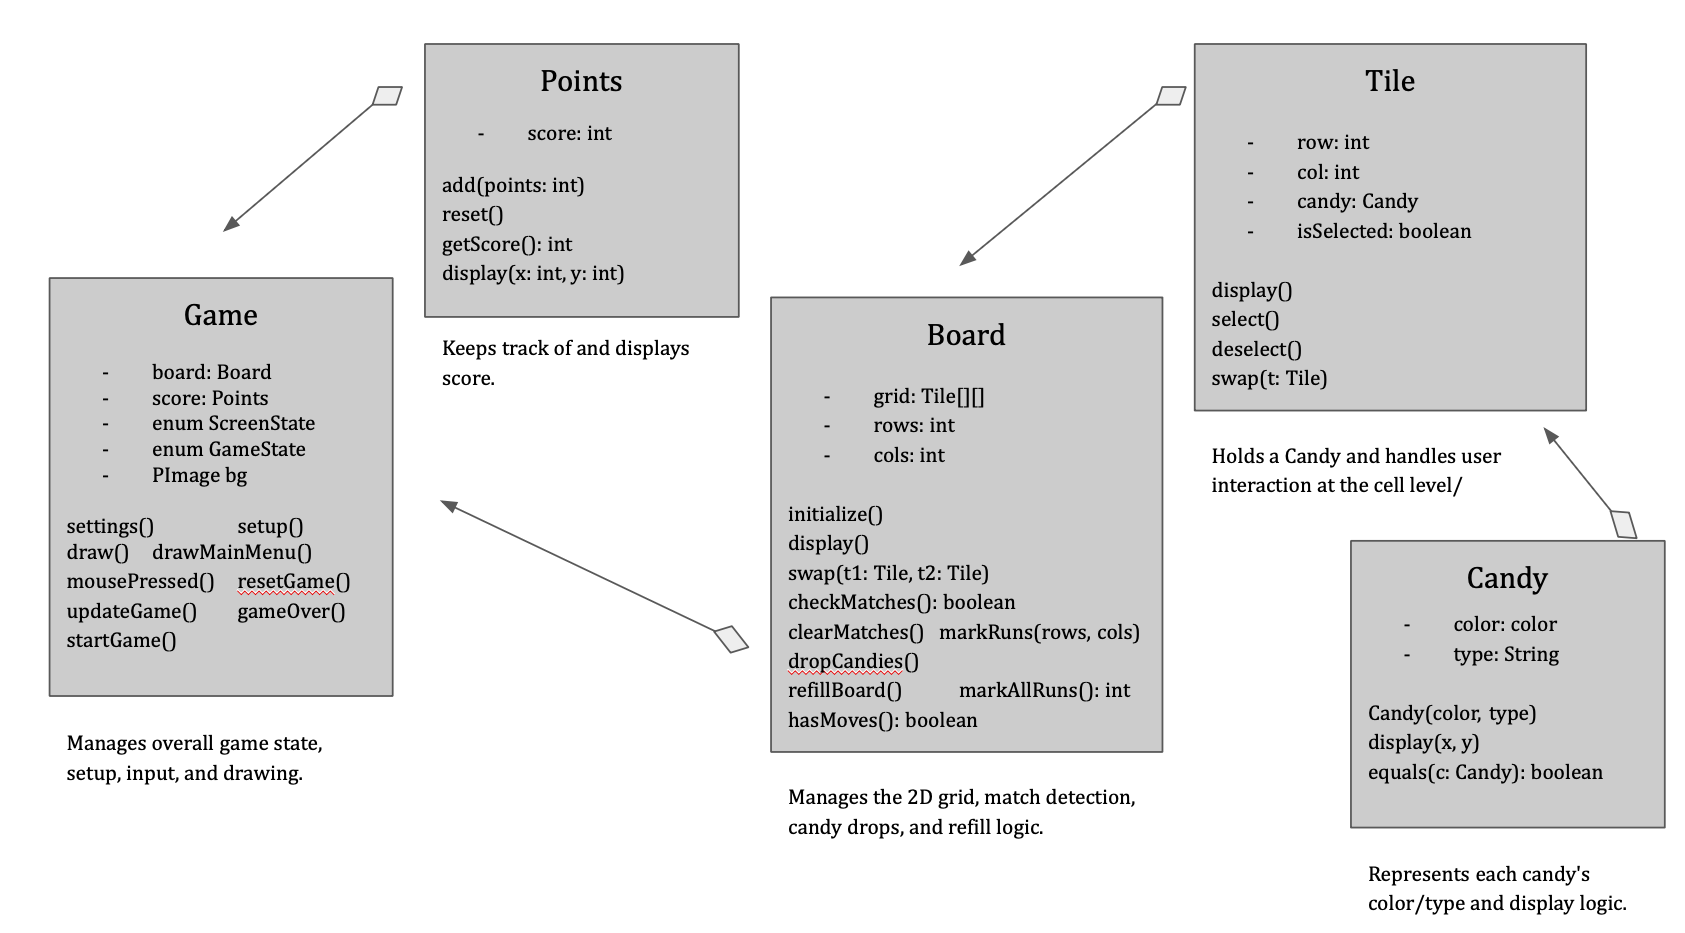 Points
- score: int
add(points: int)
reset()
getScore(): int
display(x: int, y: int)
Keeps track of and displays
score.
Tile
- row: int
- col: int
- candy: Candy
- isSelected: boolean
display()
select()
deselect()
swap(t: Tile)
Holds a Candy and handles user
interaction at the cell level/
Game
- board: Board
- score: Points
- enum ScreenState
- enum GameState
- PImage bg
settings() setup()
draw() drawMainMenu()
mousePressed() resetGame()
updateGame() gameOver()
startGame()
Manages overall game state,
setup, input, and drawing.
Board
- grid: Tile[][]
- rows: int
- cols: int
initialize()
display()
swap(t1: Tile, t2: Tile)
checkMatches(): boolean
clearMatches() markRuns(rows, cols)
dropCandies()
refillBoard() markAllRuns(): int
hasMoves(): boolean
Manages the 2D grid, match detection,
candy drops, and refill logic.
Candy
- color: color
- type: String
Candy(color, type)
display(x, y)
equals(c: Candy): boolean
Represents each candy's
color/type and display logic.